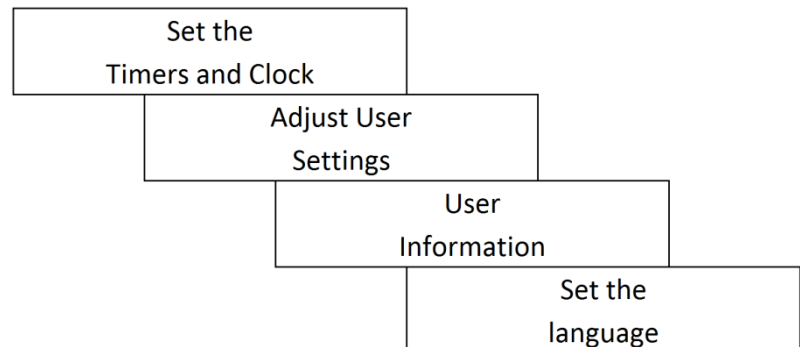 Set the
Timers and Clock
Adjust User
Settings
User
Information
Set the
language